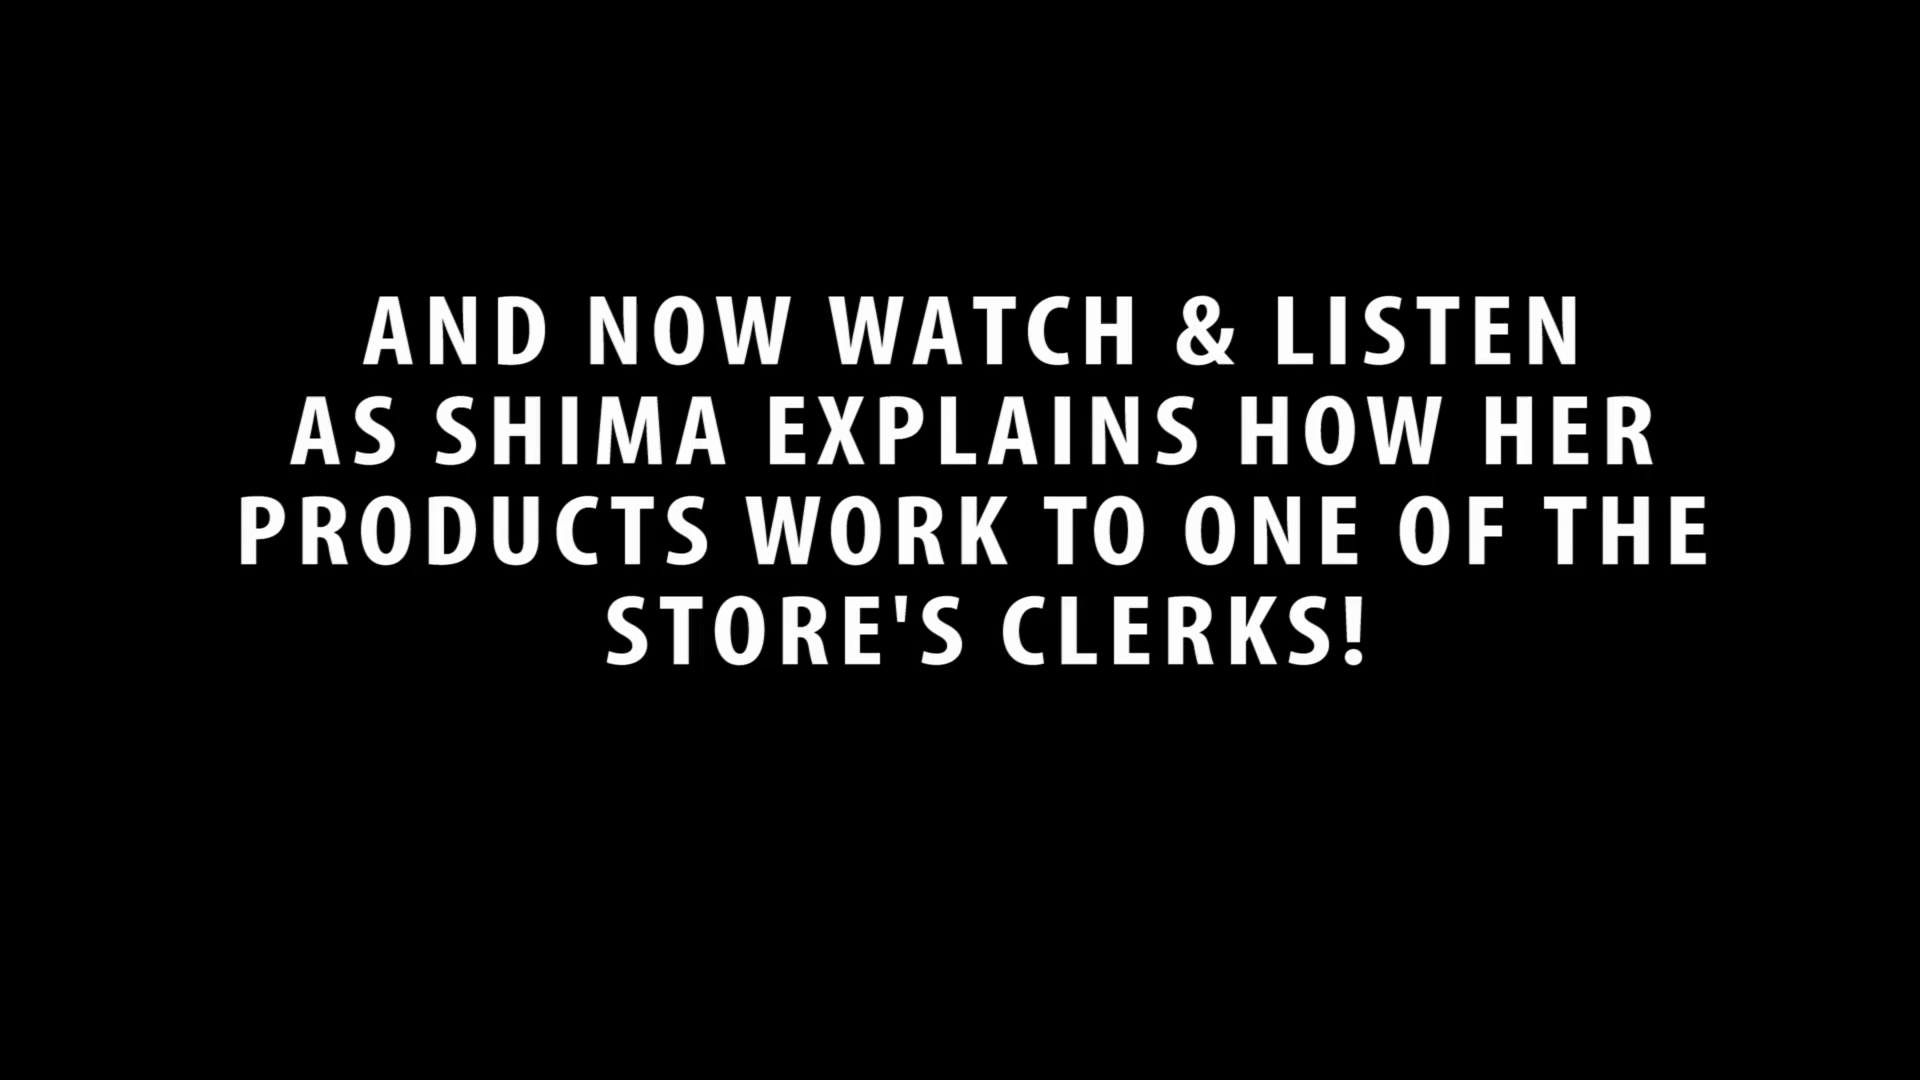 AND NOW WATCH & LISTEN
AS SHIMA EXPLAINS HOW HER
PRODUCTS WORK TO ONE OF THE
STORE'S CLERKS!